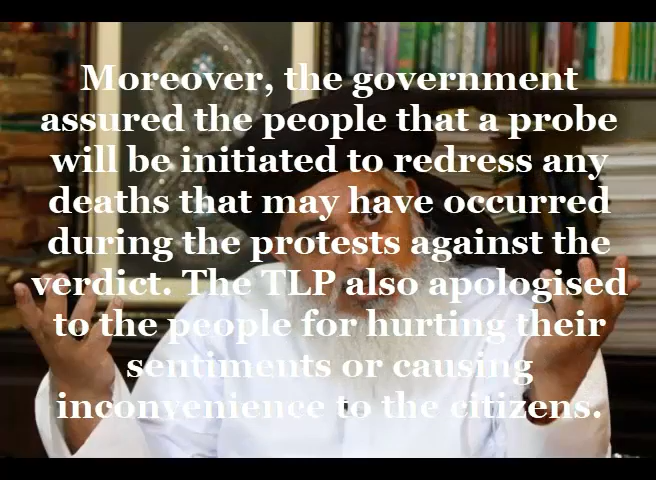 Moreover, the government
assured the people that a probe
will be initiated to redress any
deaths that may have occurred
during the protests against the
verdict. The TLP also apologised
to the people for hurting their
sentiments or causing
inconvenience to the citizens.